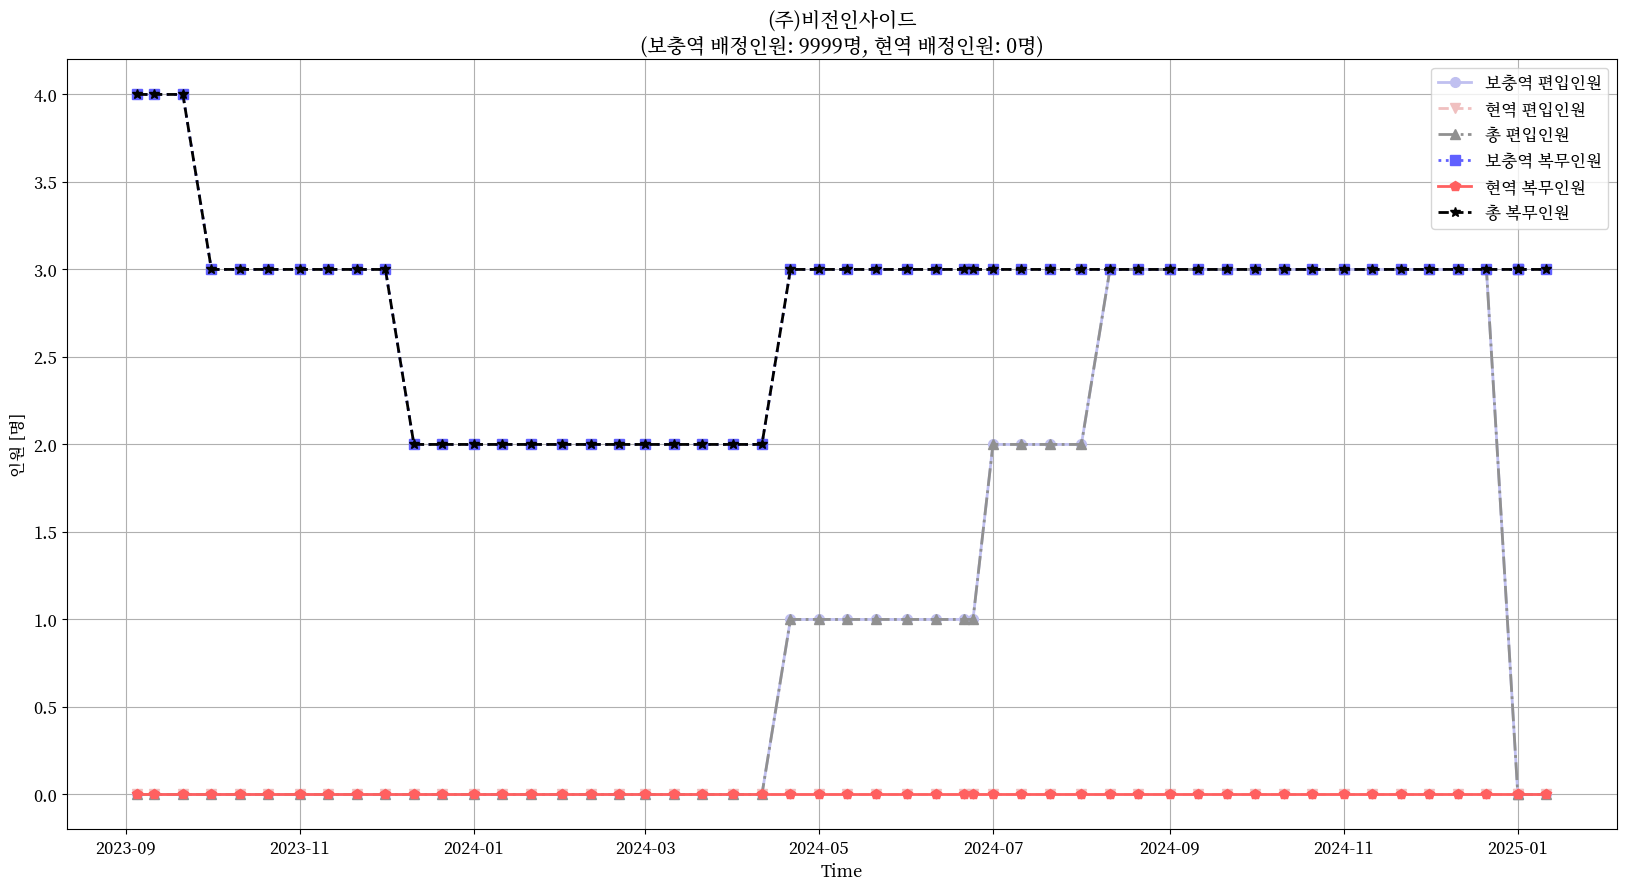 (주)비전인사이드
(보충역 배정인원: 9999명, 현역 배정인원: 0명)
보충역 편입인원
현역 편입인원
총 편입인원
보충역 복무인원
현역 복무인원
총 복무인원
4.0
3.5
3.0
2.5
2.0
1.5
1.0
0.5
0.0
인원 [명]
2023-09 2023-11 2024-01 2024-03 2024-05 2024-07 2024-09 2024-11 2025-01
Time